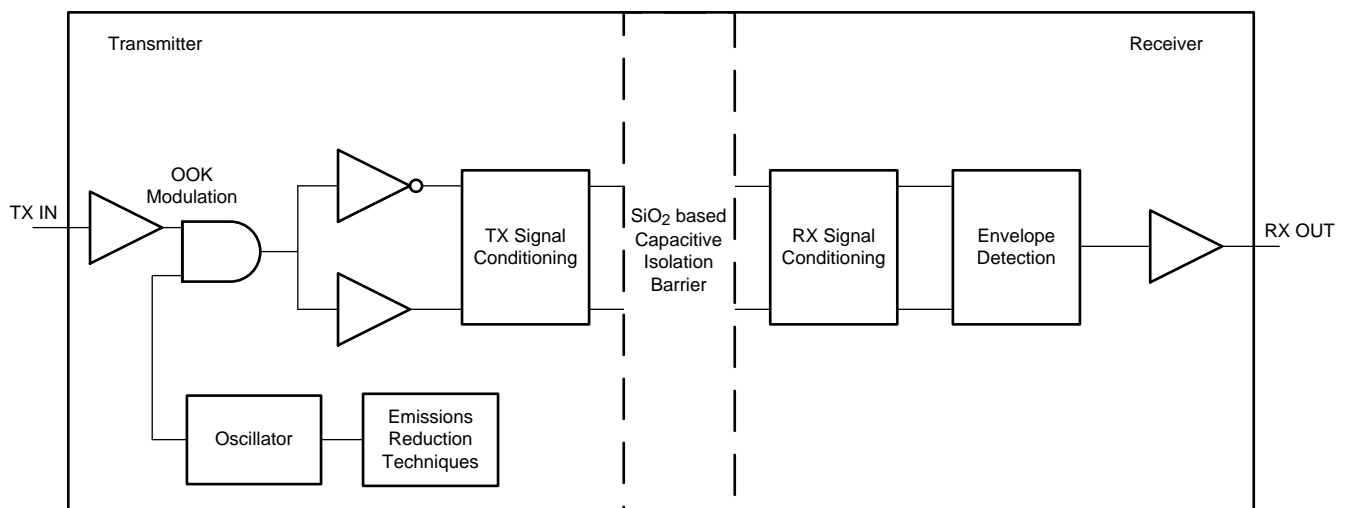 Transmitter
Receiver
OOK
Modulation
TX IN
TX Signal
Conditioning
SiO2 based
Capacitive
Isolation
Barrier
RX Signal
Conditioning
Envelope
Detection
RX OUT
Oscillator
Emissions
Reduction
Techniques